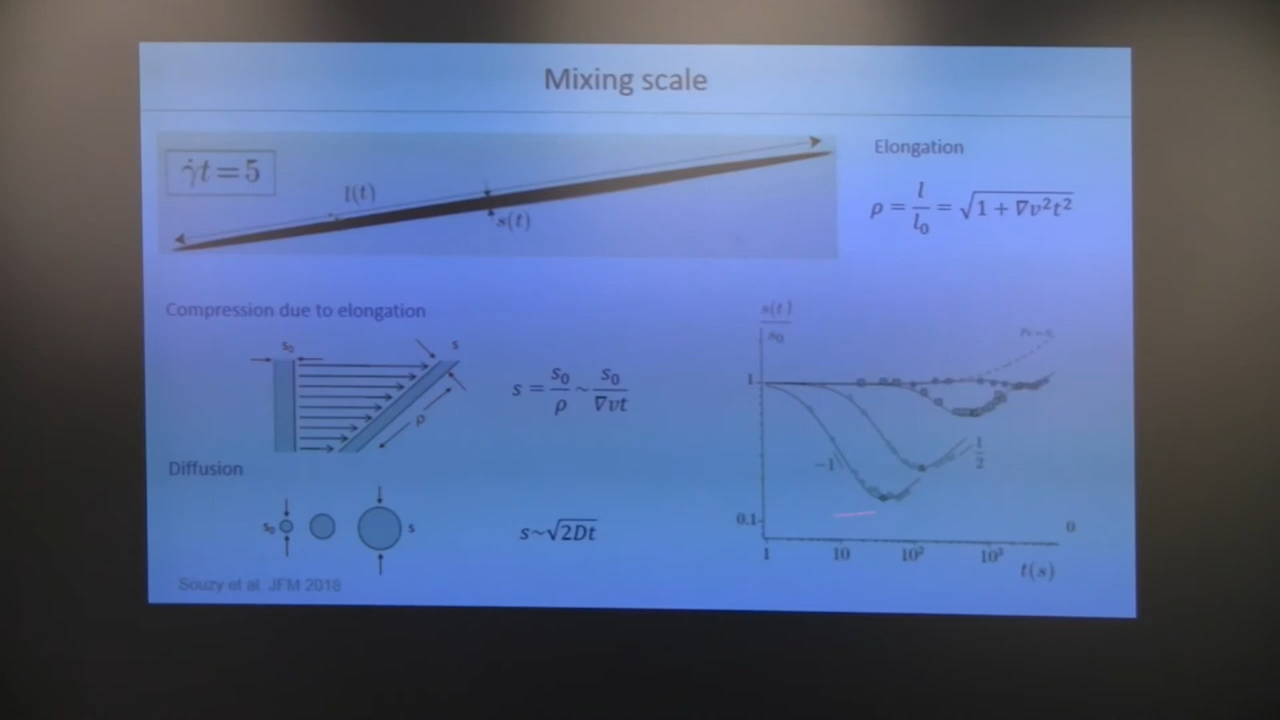 Mixing scale
γ̇t = 5
l(t)
s(t)
Elongation
ρ = l/l₀ = √(1 + ∇v²t²)
Compression due to elongation
s₀
s
ρ
s = s₀/ρ ~ s₀/∇vt
Diffusion
s₀
s
s~√2Dt
s(t)/s₀
1
−1
1/2
0.1
0
1
10
10²
10³
t(s)
Souzy et al JFM 2018